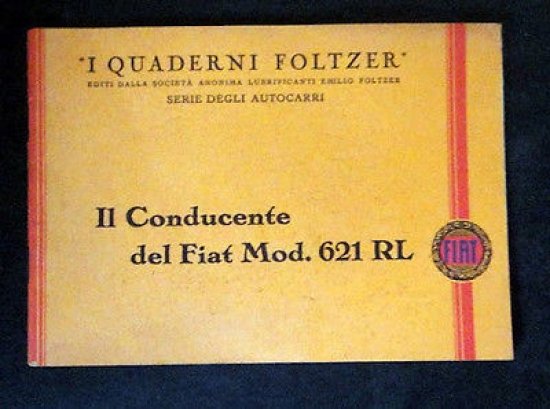 "I QUADERNI FOLTZER"
EDITI DALLA SOCIETÀ ANONIMA LUBRIFICANTI EMILIO FOLTZER
SERIE DEGLI AUTOCARRI
Il Conducente
del Fiat Mod. 621 RL
FIAT